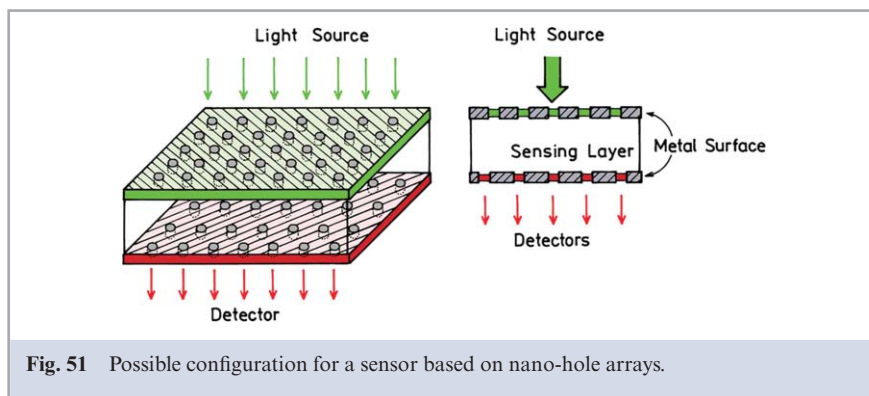 Light Source
Detector
Light Source
Sensing Layer
Metal Surface
Detectors
Fig. 51 Possible configuration for a sensor based on nano-hole arrays.